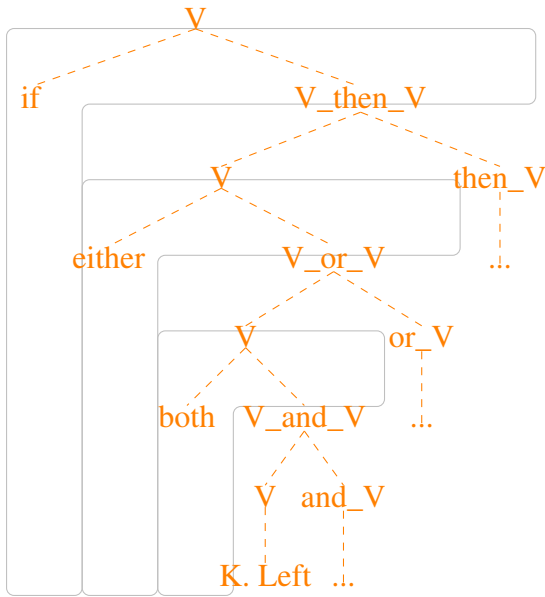 V
if V_then_V
V then_V
either V_or_V ...
V or_V
both V_and_V ...
V and_V
K. Left ...